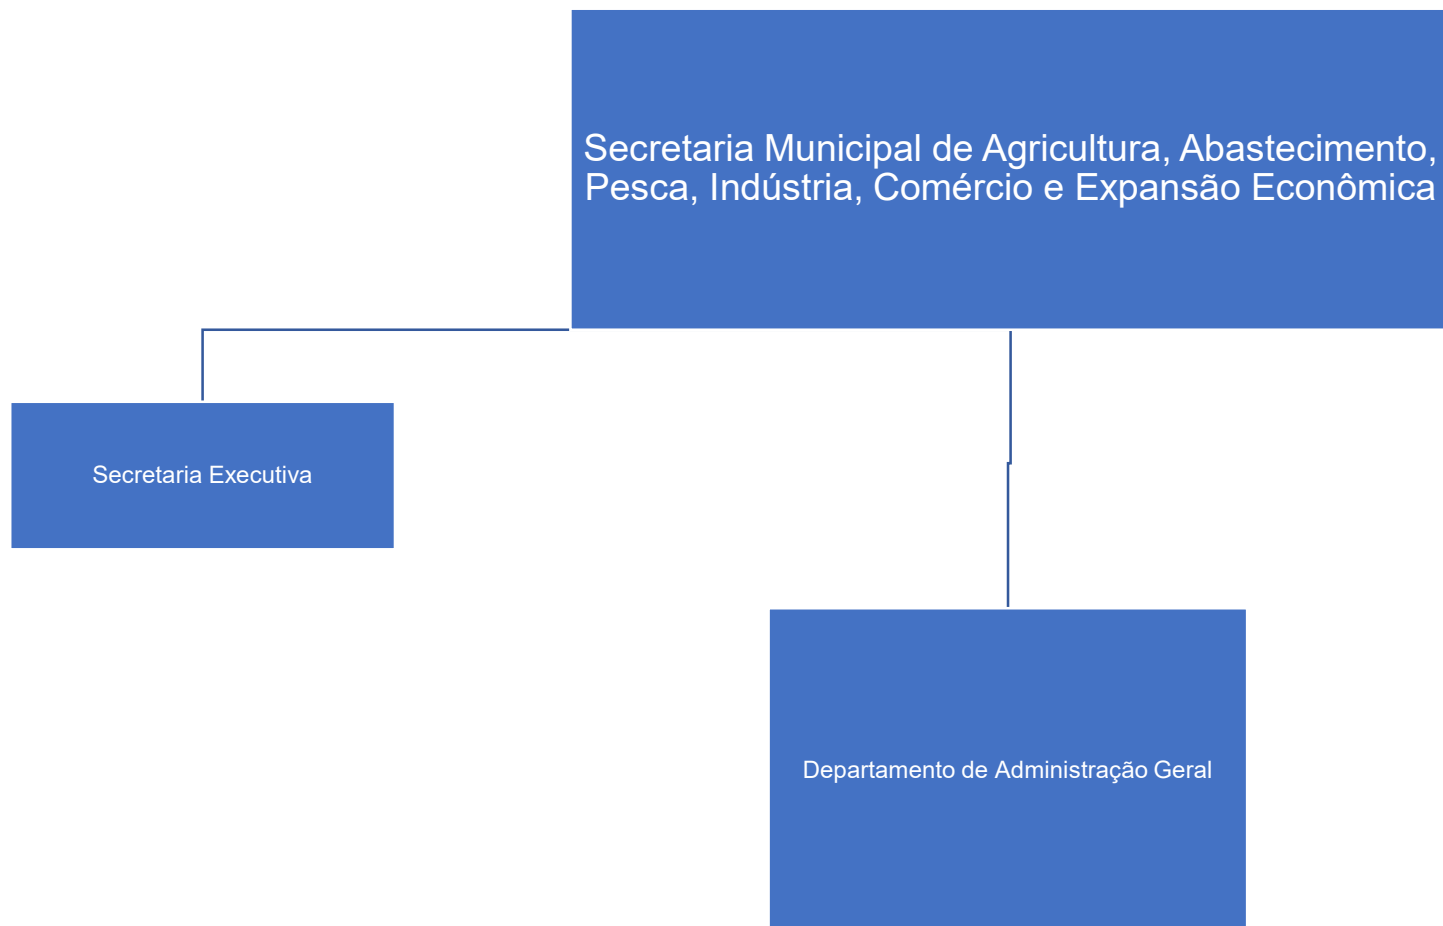 Secretaria Municipal de Agricultura, Abastecimento,
Pesca, Indústria, Comércio e Expansão Econômica
Secretaria Executiva
Departamento de Administração Geral